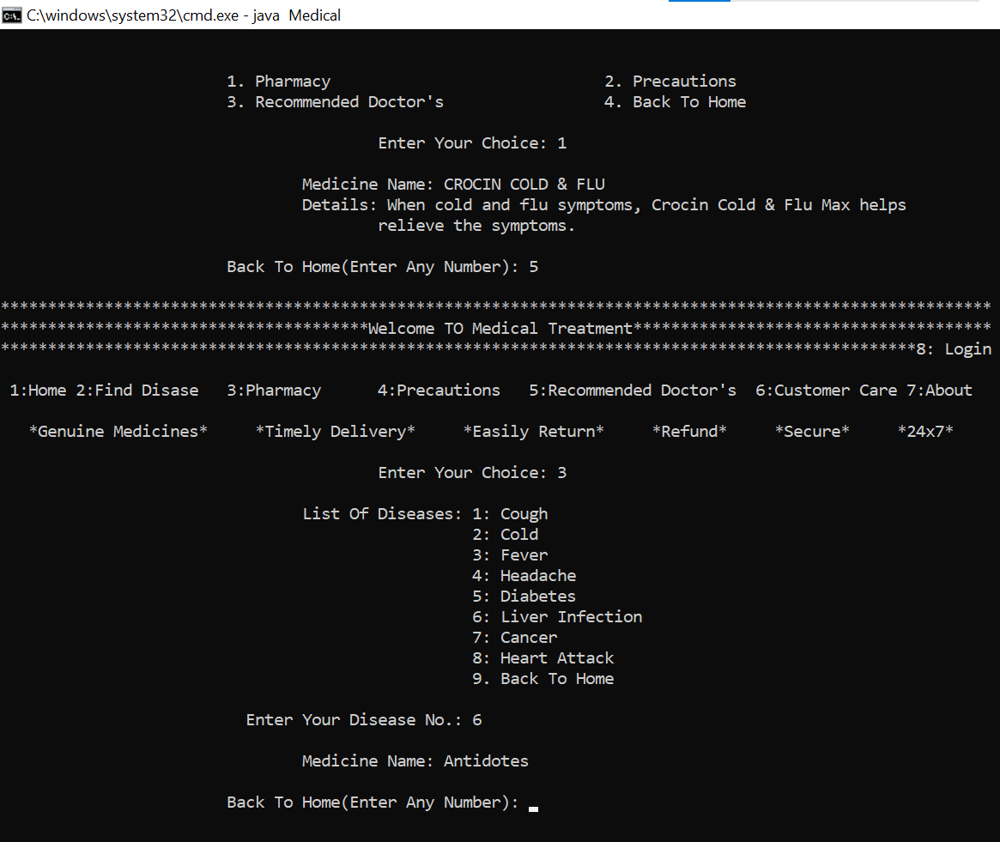 C:\windows\system32\cmd.exe - java  Medical
1. Pharmacy 2. Precautions
3. Recommended Doctor's 4. Back To Home
Enter Your Choice: 1
Medicine Name: CROCIN COLD & FLU
Details: When cold and flu symptoms, Crocin Cold & Flu Max helps
relieve the symptoms.
Back To Home(Enter Any Number): 5
*********************************************************************************************************
***************************************Welcome TO Medical Treatment**************************************
*************************************************************************************************8: Login
1:Home 2:Find Disase 3:Pharmacy 4:Precautions 5:Recommended Doctor's 6:Customer Care 7:About
*Genuine Medicines* *Timely Delivery* *Easily Return* *Refund* *Secure* *24x7*
Enter Your Choice: 3
List Of Diseases: 1: Cough
2: Cold
3: Fever
4: Headache
5: Diabetes
6: Liver Infection
7: Cancer
8: Heart Attack
9. Back To Home
Enter Your Disease No.: 6
Medicine Name: Antidotes
Back To Home(Enter Any Number):